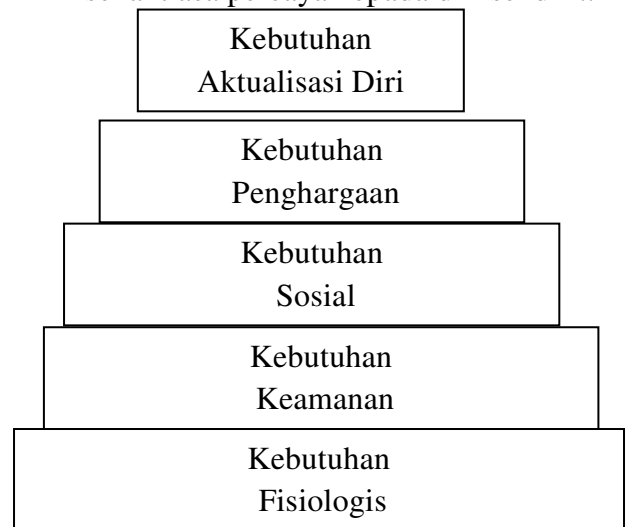 Kebutuhan
Aktualisasi Diri
Kebutuhan
Penghargaan
Kebutuhan
Sosial
Kebutuhan
Keamanan
Kebutuhan
Fisiologis